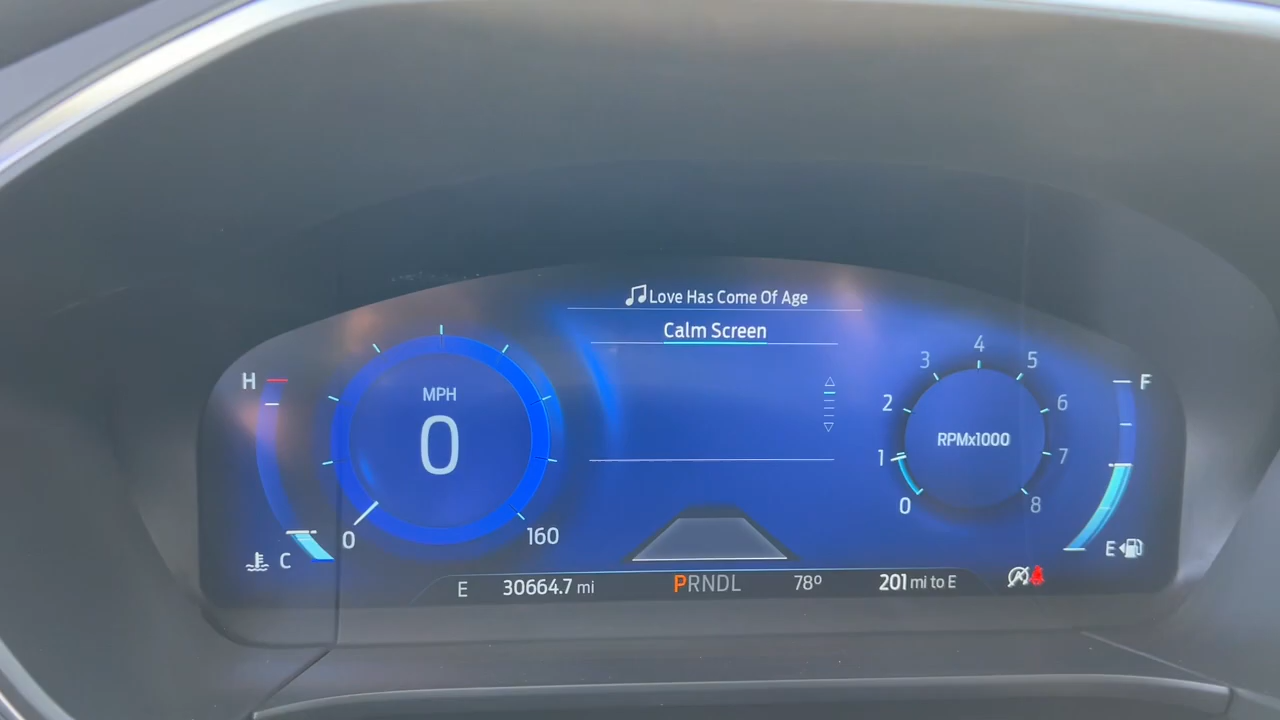 Love Has Come Of Age
Calm Screen
H
C
MPH
0
0
160
0
1
2
3
4
5
6
7
8
RPMx1000
F
E
E
30664.7 mi
PRNDL
78°
201 mi to E